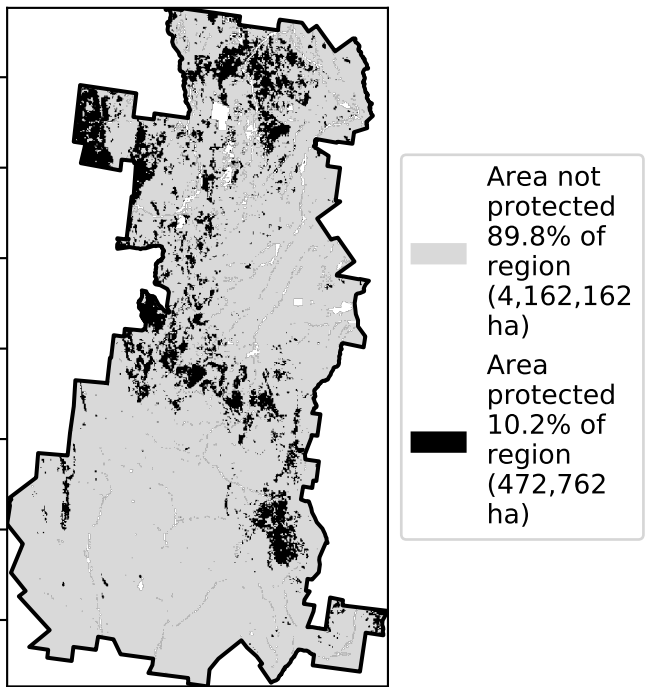 Area not
protected
89.8% of
region
(4,162,162
ha)
Area
protected
10.2% of
region
(472,762
ha)